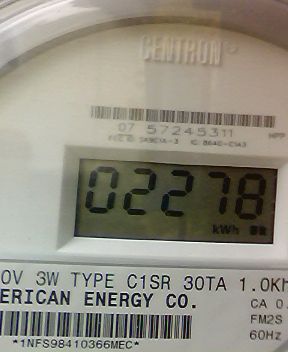 CENTRON®
07 57245311
HPP
02278
kWh
0V 3W TYPE C1SR 30TA 1.0Kh
ERICAN ENERGY CO.
CA 0.
FM2S
60Hz
*1NFS98410366MEC*